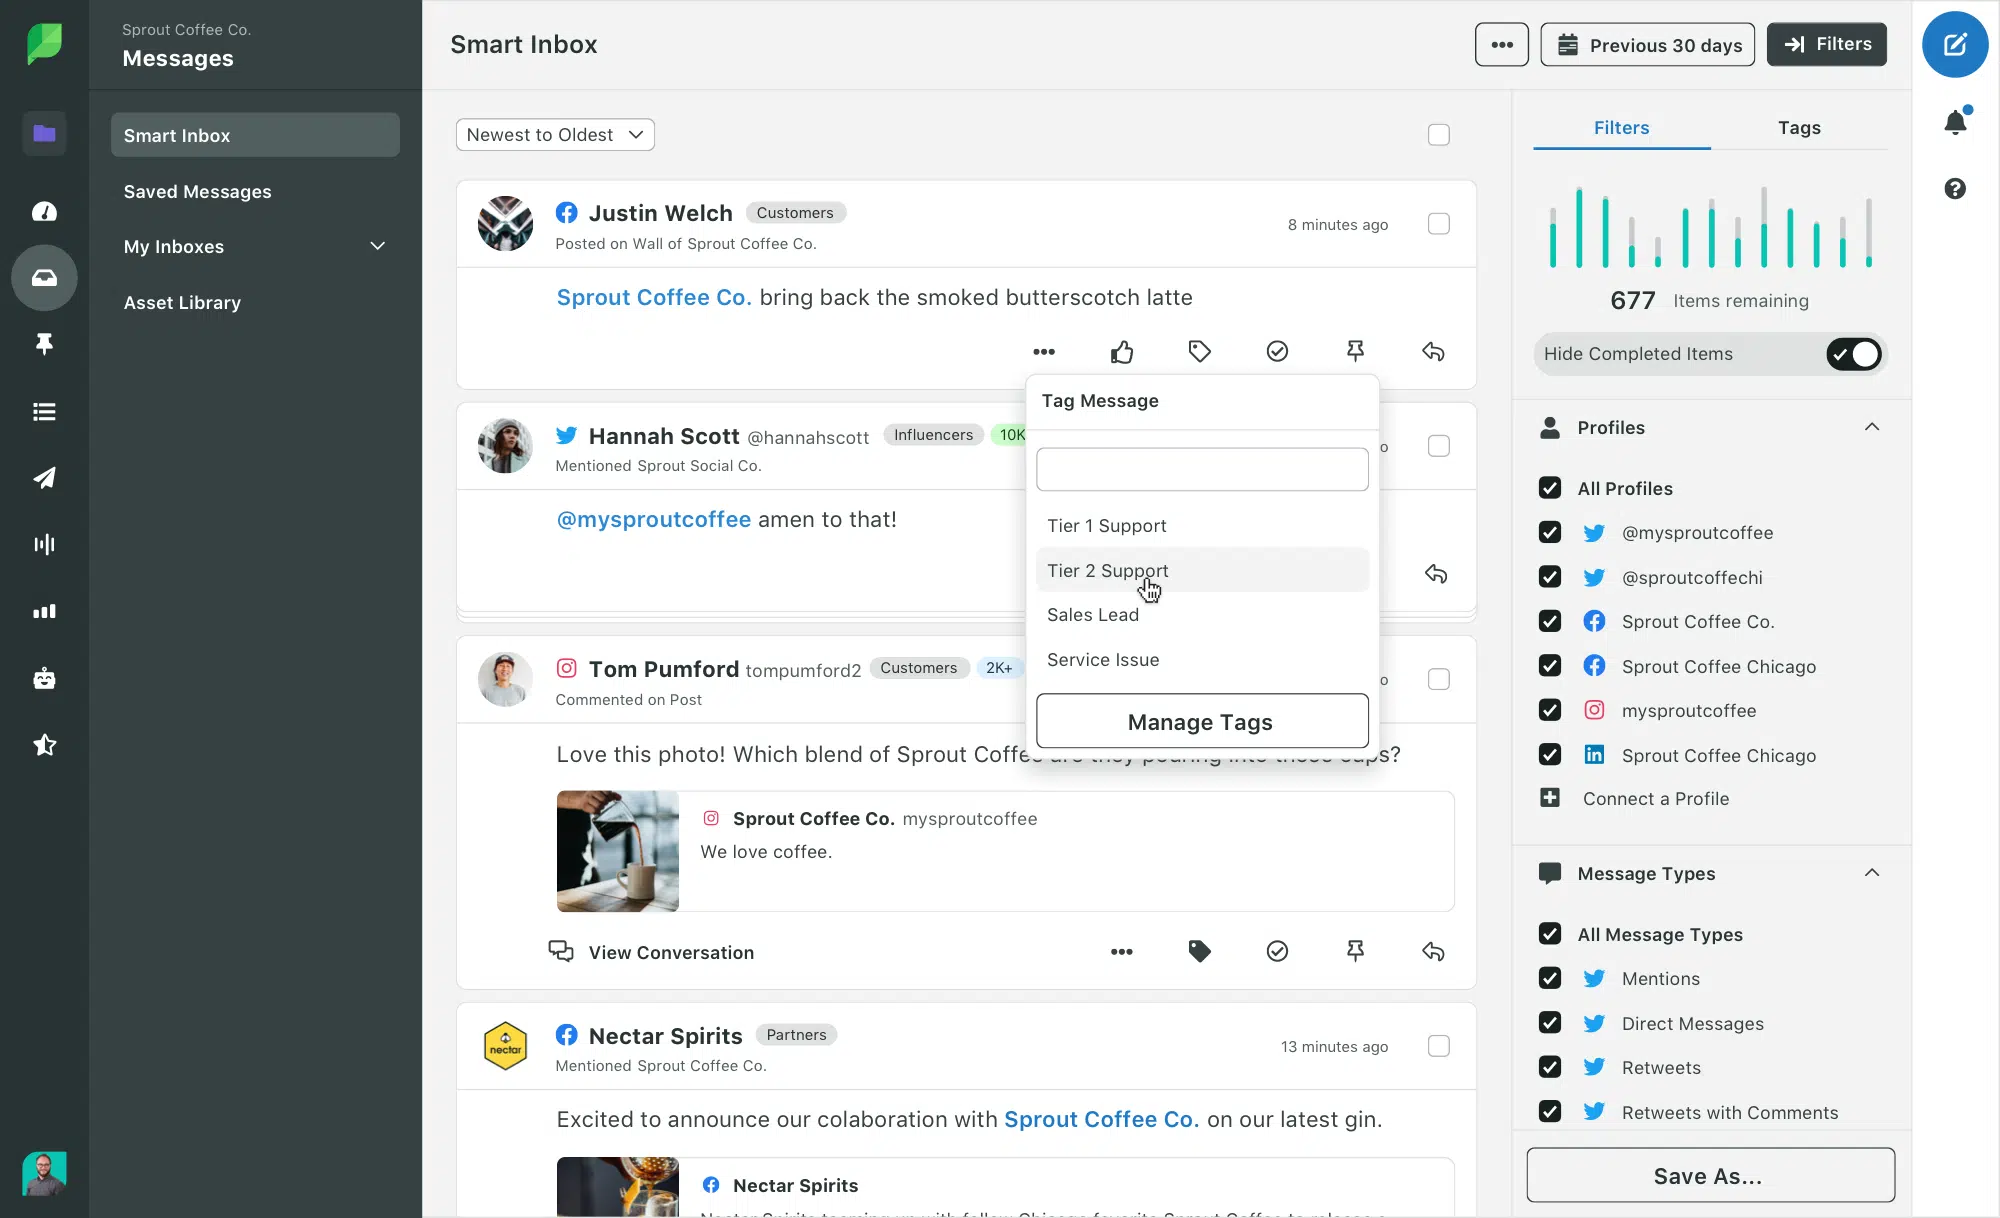 Sprout Coffee Co.
Messages
Smart Inbox
Saved Messages
My Inboxes
Asset Library
Smart Inbox
Previous 30 days
Filters
Newest to Oldest
Justin Welch Customers
Posted on Wall of Sprout Coffee Co.
8 minutes ago
Sprout Coffee Co. bring back the smoked butterscotch latte
Tag Message
Tier 1 Support
Tier 2 Support
Sales Lead
Service Issue
Manage Tags
Hannah Scott @hannahscott Influencers 10K
Mentioned Sprout Social Co.
o
@mysproutcoffee amen to that!
Tom Pumford tompumford2 Customers 2K+
Commented on Post
o
Love this photo! Which blend of Sprout Coffee are they pouring into these cups?
Sprout Coffee Co. mysproutcoffee
We love coffee.
View Conversation
nectar
Nectar Spirits Partners
Mentioned Sprout Coffee Co.
13 minutes ago
Excited to announce our colaboration with Sprout Coffee Co. on our latest gin.
Nectar Spirits
Filters Tags
677 Items remaining
Hide Completed Items
Profiles
All Profiles
@mysproutcoffee
@sproutcoffechi
Sprout Coffee Co.
Sprout Coffee Chicago
mysproutcoffee
Sprout Coffee Chicago
Connect a Profile
Message Types
All Message Types
Mentions
Direct Messages
Retweets
Retweets with Comments
Save As...